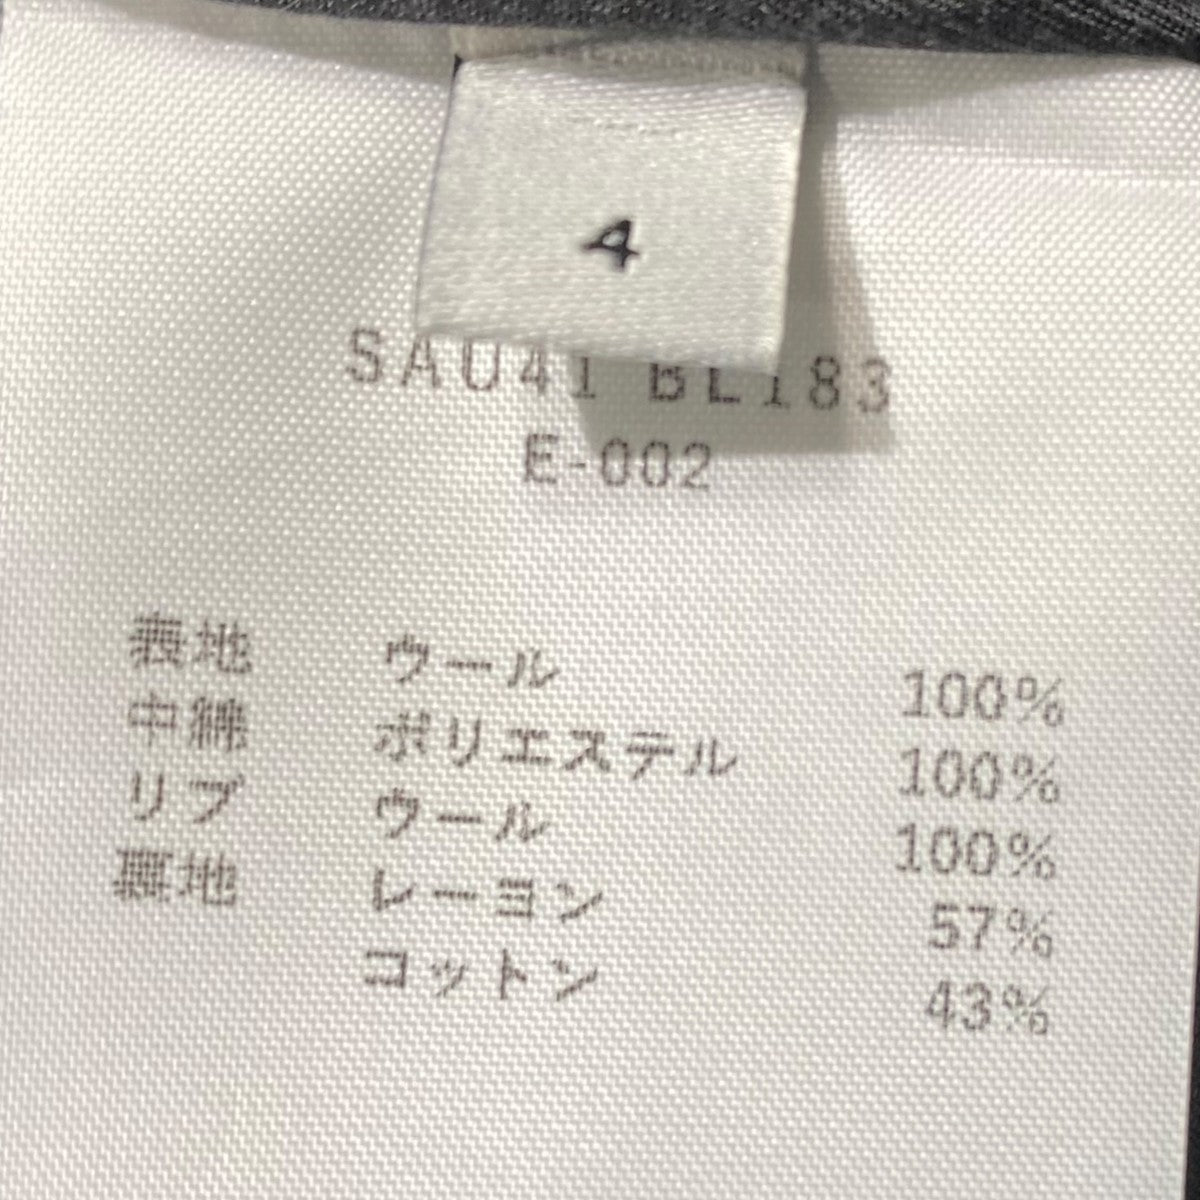 4
SAU41 BL183
E-002
表地 ウール 100%
中綿 ポリエステル 100%
リブ ウール 100%
裏地 レーヨン 57%
コットン 43%